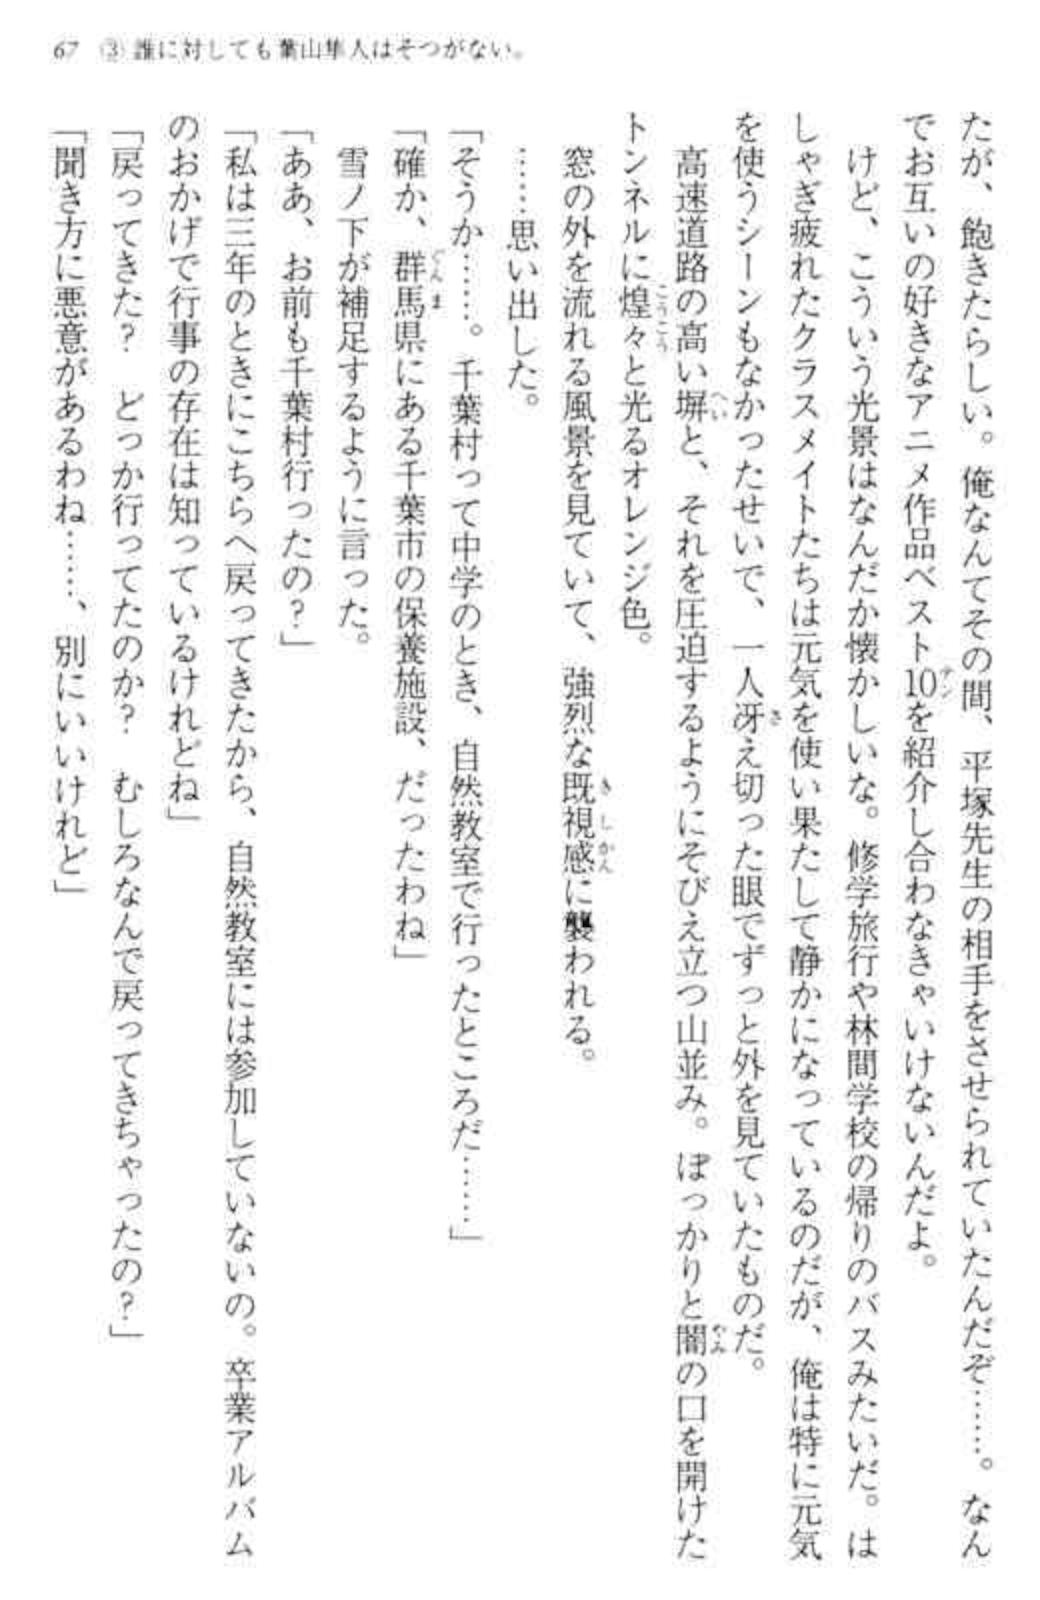 67 ③ 誰に対しても葉山隼人はそつがない。
たが、飽きたらしい。俺なんてその間、平塚先生の相手をさせられていたんだぞ……。なん
でお互いの好きなアニメ作品ベスト10を紹介し合わなきゃいけないんだよ。
けど、こういう光景はなんだか懐かしいな。修学旅行や林間学校の帰りのバスみたいだ。は
しゃぎ疲れたクラスメイトたちは元気を使い果たして静かになっているのだが、俺は特に元気
を使うシーンもなかったせいで、一人冴え切った眼でずっと外を見ていたものだ。
高速道路の高い塀と、それを圧迫するようにそびえ立つ山並み。ぽっかりと闇の口を開けた
トンネルに煌々と光るオレンジ色。
窓の外を流れる風景を見ていて、強烈な既視感に襲われる。
……思い出した。
「そうか……。千葉村って中学のとき、自然教室で行ったところだ……」
「確か、群馬県にある千葉市の保養施設、だったわね」
雪ノ下が補足するように言った。
「ああ、お前も千葉村行ったの？」
「私は三年のときにこちらへ戻ってきたから、自然教室には参加していないの。卒業アルバム
のおかげで行事の存在は知っているけれどね」
「戻ってきた？　どっか行ってたのか？　むしろなんで戻ってきちゃったの？」
「聞き方に悪意があるわね……、別にいいけれど」